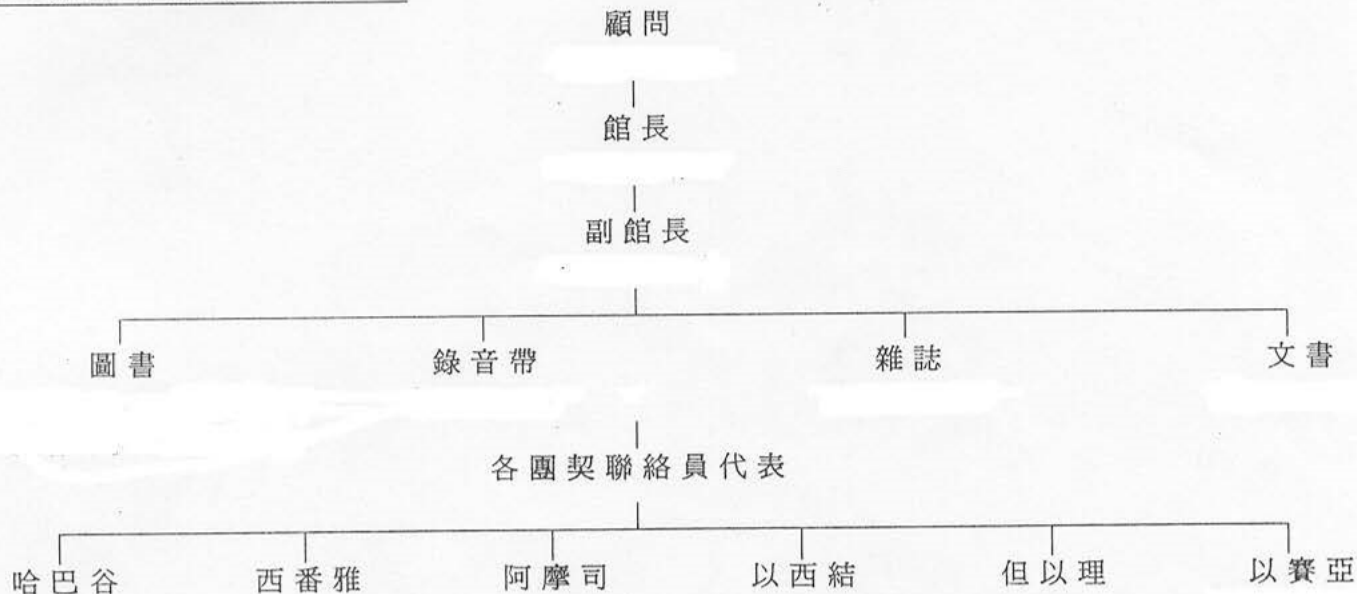 顧問
館長
副館長
圖書 錄音帶 雜誌 文書
各團契聯絡員代表
哈巴谷 西番雅 阿摩司 以西結 但以理 以賽亞